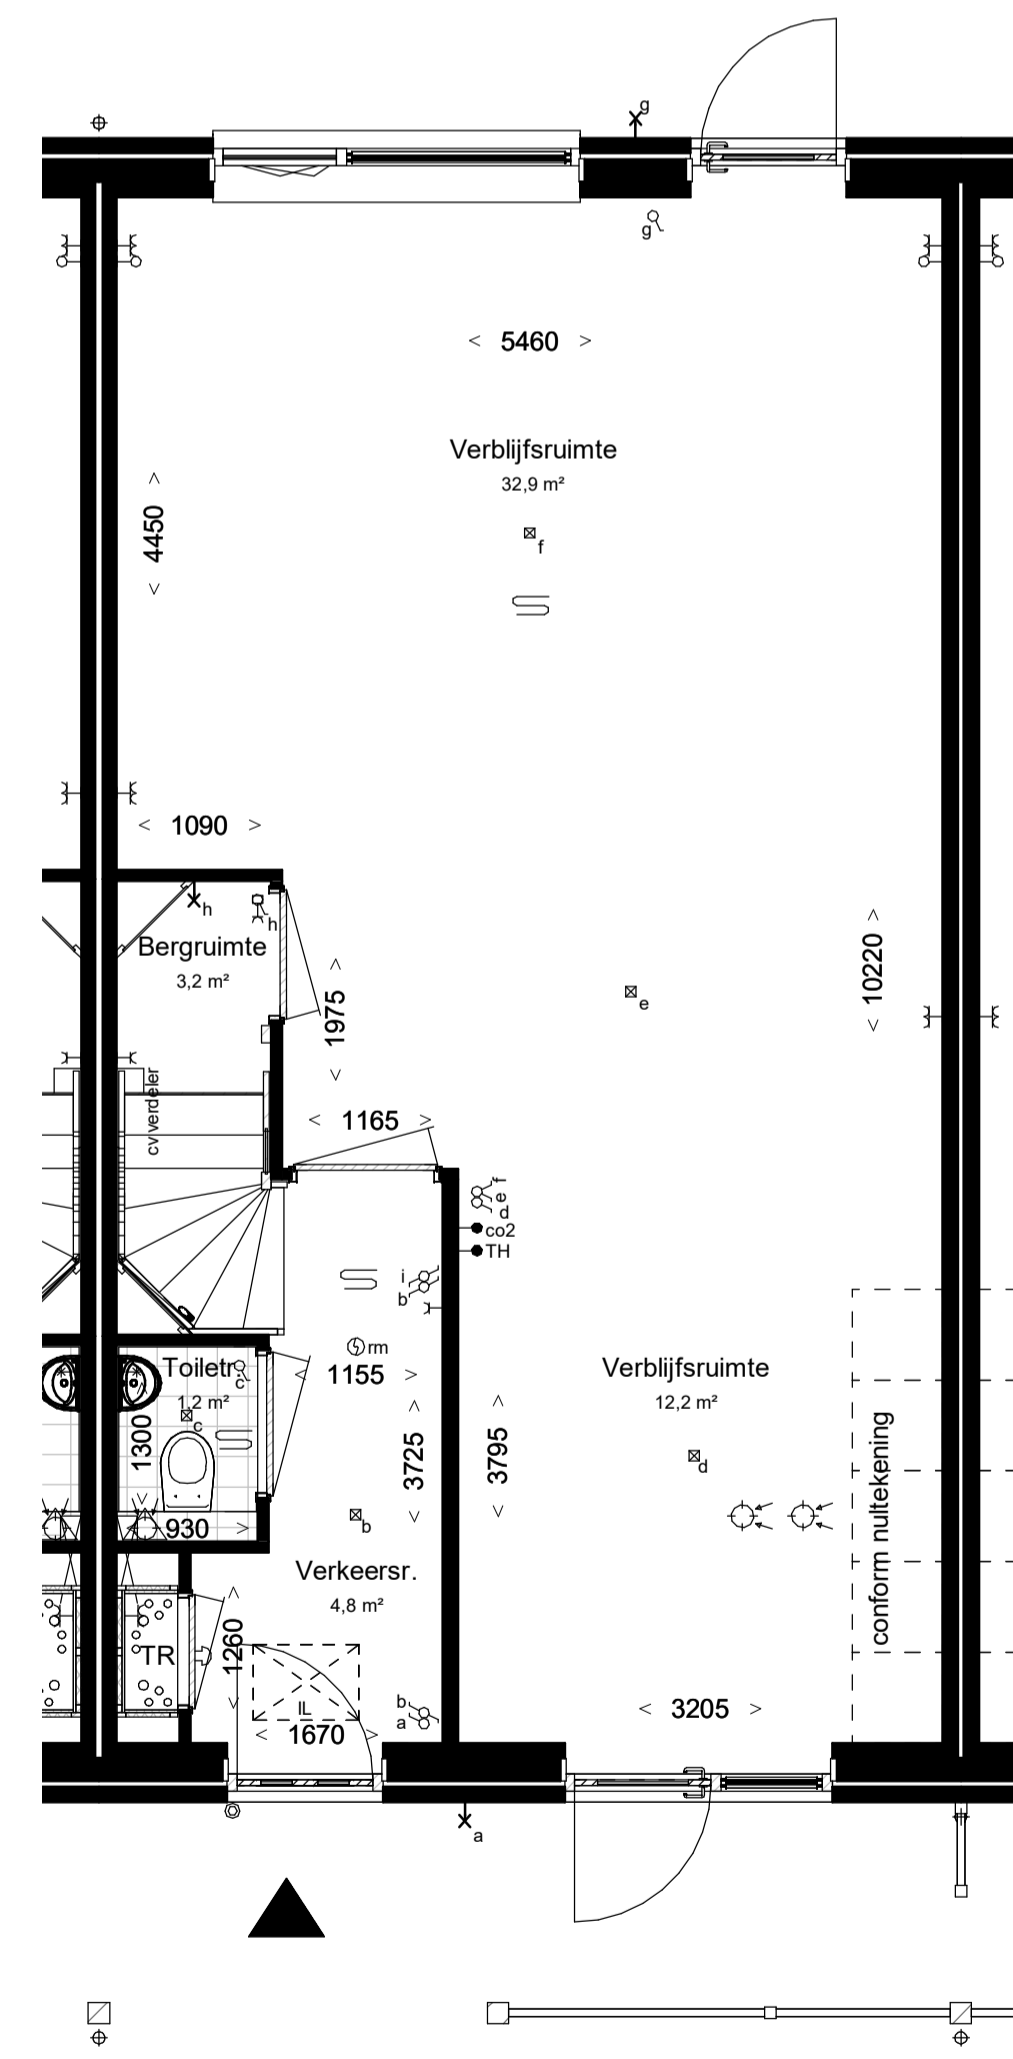 g
g
< 5460 >
Verblijfsruimte
32,9 m²
< 4450 >
f
< 1090 >
h
h
Bergruimte
3,2 m²
< 10220 >
< 1975 >
e
cv verdeler
< 1165 >
f
e
d
co2
TH
i
b
rm
Toiletr.
c
1,2 m²
< 1155 >
Verblijfsruimte
12,2 m²
c
< 1300 >
< 3725 >
< 3795 >
conform nultekening
d
930 >
b
Verkeersr.
4,8 m²
< 1260 >
TR
IL
b
a
< 1670 >
< 3205 >
a